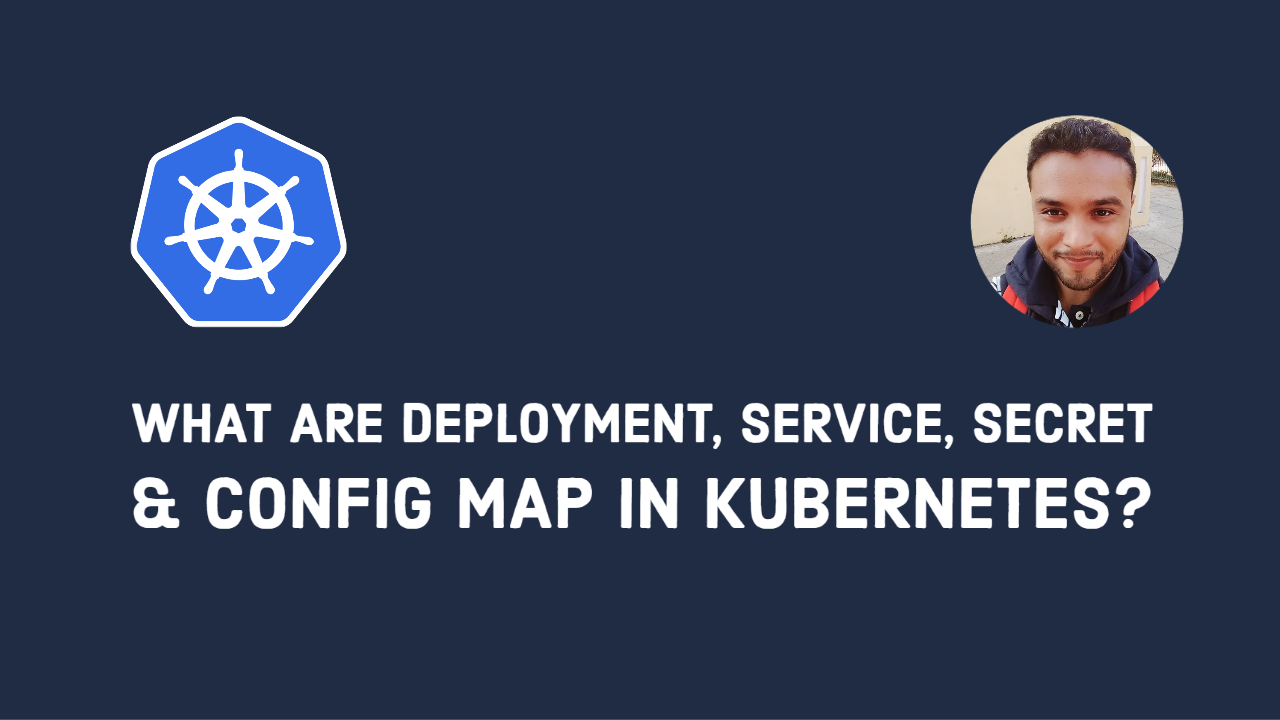 WHAT ARE DEPLOYMENT, SERVICE, SECRET
& CONFIG MAP IN KUBERNETES?